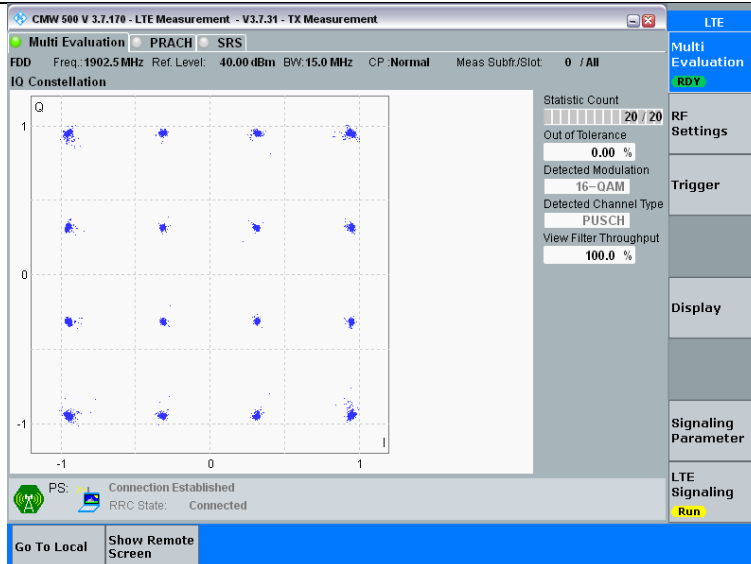 CMW 500 V 3.7.170 - LTE Measurement - V3.7.31 - TX Measurement
LTE
Multi Evaluation PRACH SRS
Multi
Evaluation
RDY
FDD Freq.: 1902.5 MHz Ref. Level: 40.00 dBm BW: 15.0 MHz CP : Normal Meas Subfr./Slot: 0 / All
IQ Constellation
Q
1
0
-1
-1 0 1
I
Statistic Count
20 / 20
Out of Tolerance
0.00 %
Detected Modulation
16-QAM
Detected Channel Type
PUSCH
View Filter Throughput
100.0 %
RF
Settings
Trigger
Display
Signaling
Parameter
LTE
Signaling
Run
PS: Connection Established
RRC State: Connected
Go To Local
Show Remote
Screen